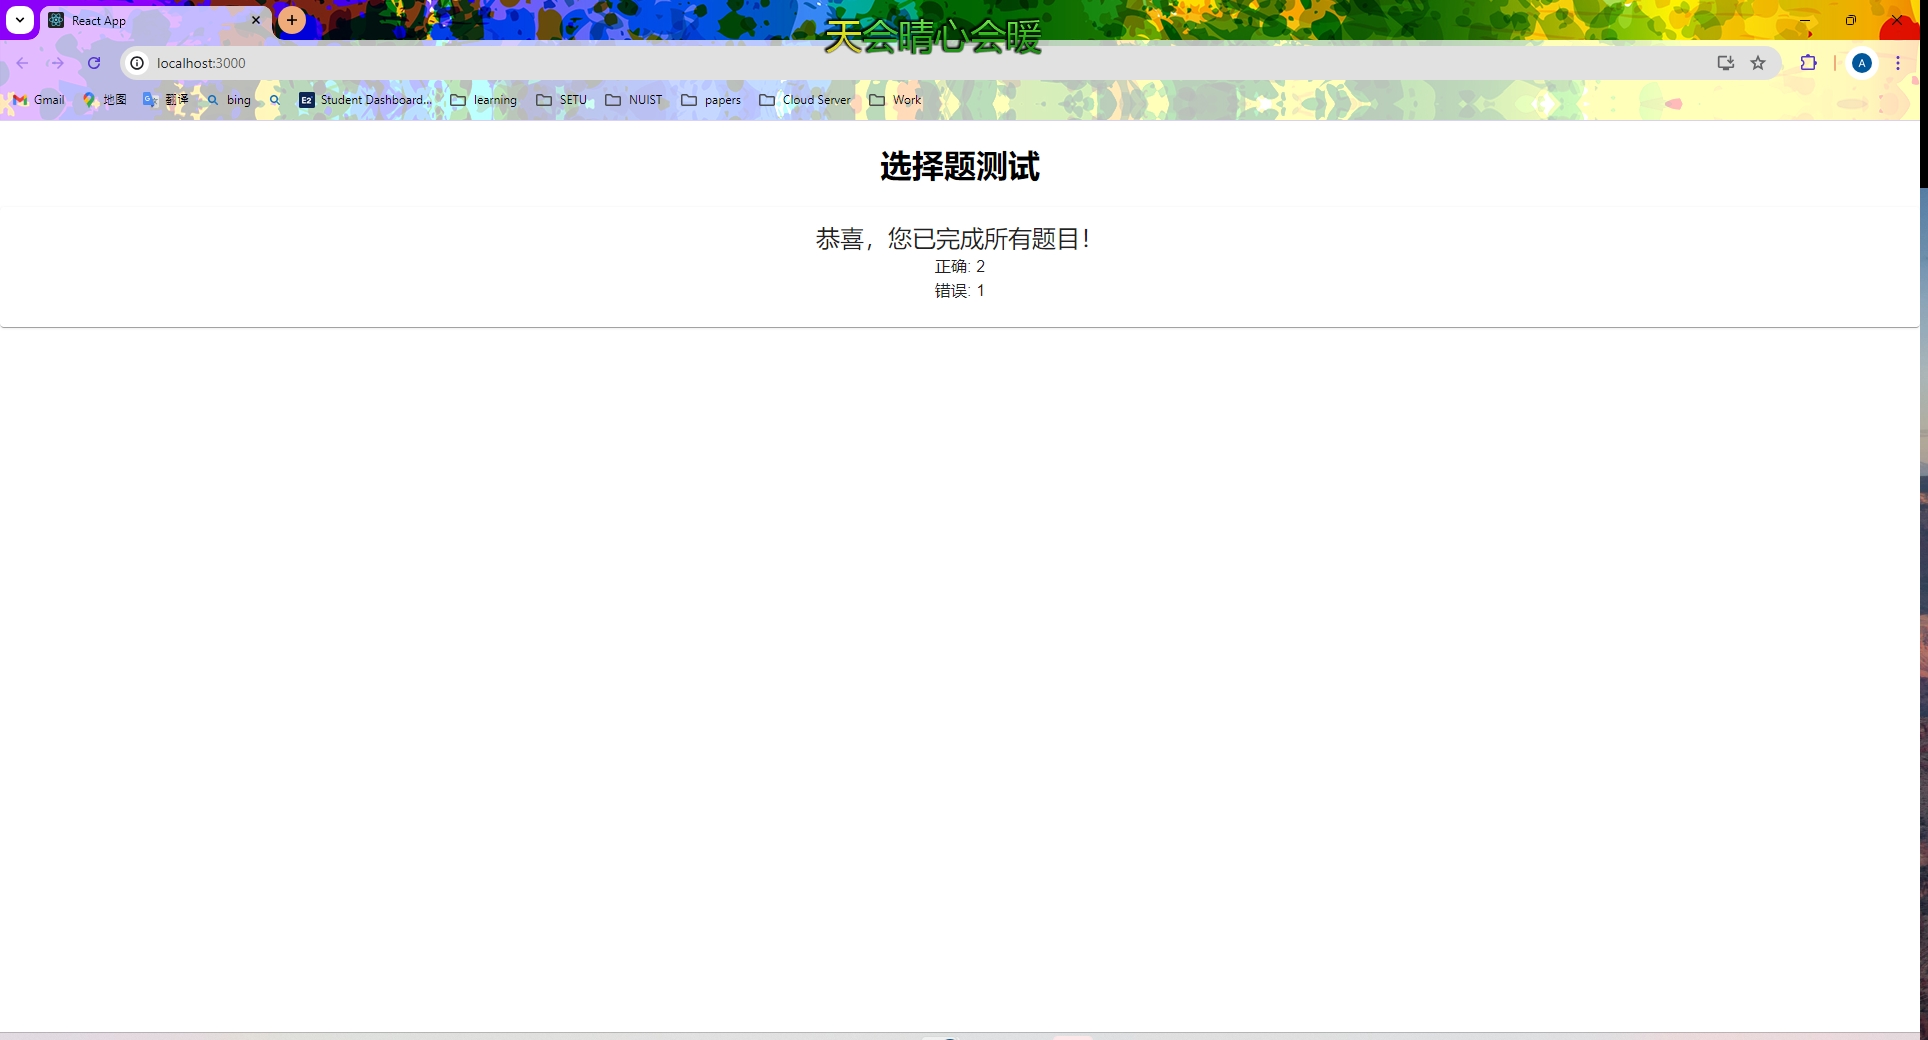 React App
天会晴心会暖
localhost:3000
A
Gmail 地图 翻译 bing E2 Student Dashboard... learning SETU NUIST papers Cloud Server Work
选择题测试
恭喜，您已完成所有题目！
正确: 2
错误: 1